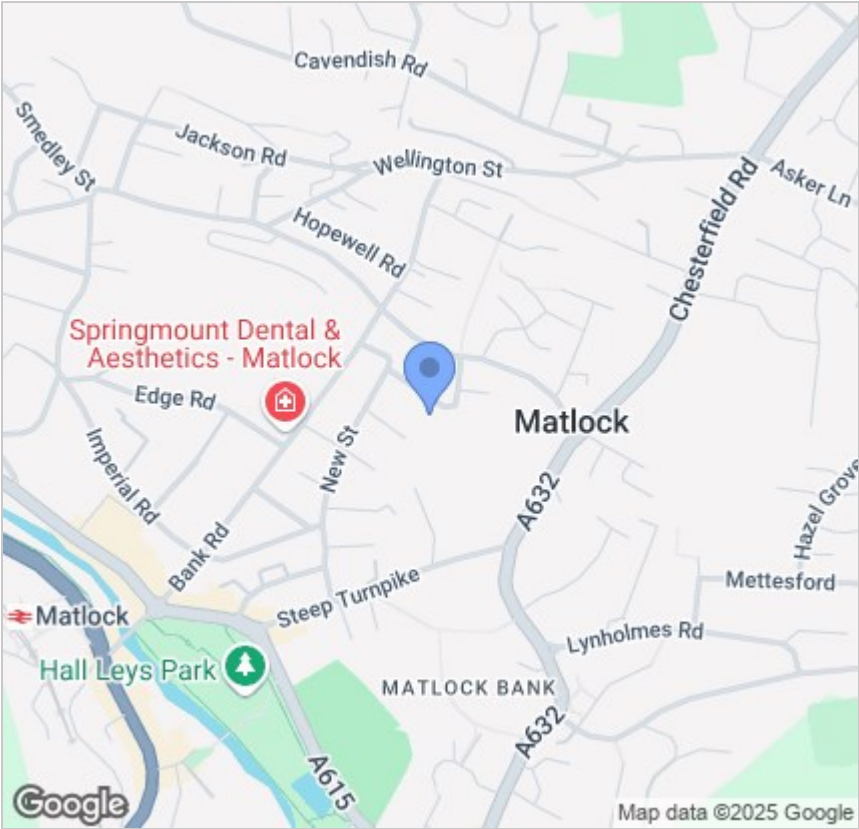 Cavendish Rd
Smedley St
Jackson Rd
Wellington St
Asker Ln
Chesterfield Rd
Hopewell Rd
Springmount Dental &
Aesthetics - Matlock
Edge Rd
Matlock
New St
Imperial Rd
A632
Hazel Grove
Bank Rd
Mettesford
Steep Turnpike
Matlock
Lynholmes Rd
Hall Leys Park
MATLOCK BANK
A632
A615
Google
Map data ©2025 Google